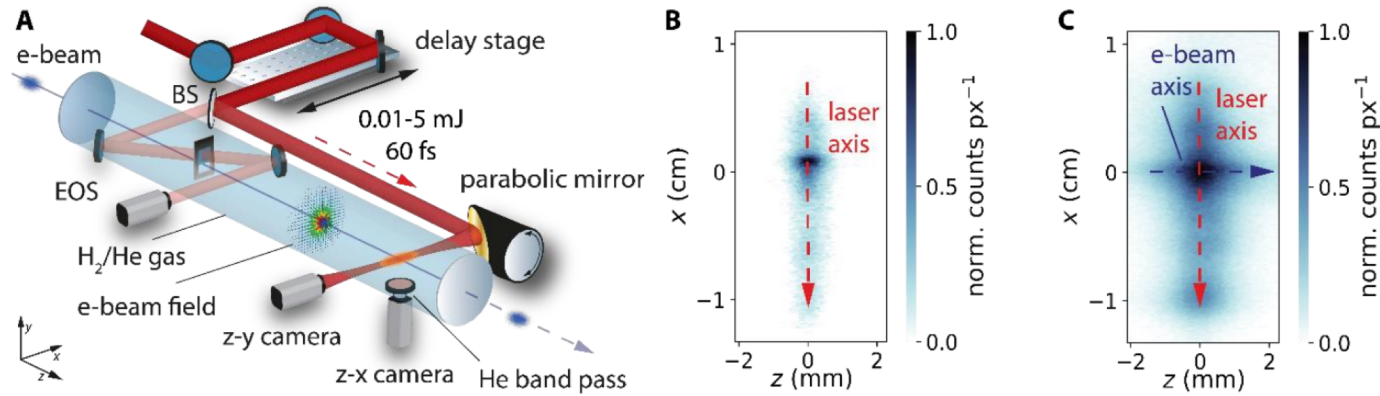 A
e-beam
delay stage
BS
0.01-5 mJ
60 fs
parabolic mirror
EOS
H₂/He gas
e-beam field
z-y camera
z-x camera
He band pass
y
x
z
B
1
0
−1
x (cm)
−2
0
2
z (mm)
laser
axis
1.0
0.5
0.0
norm. counts px⁻¹
C
1
0
−1
x (cm)
−2
0
2
z (mm)
e-beam
axis
laser
axis
1.0
0.5
0.0
norm. counts px⁻¹